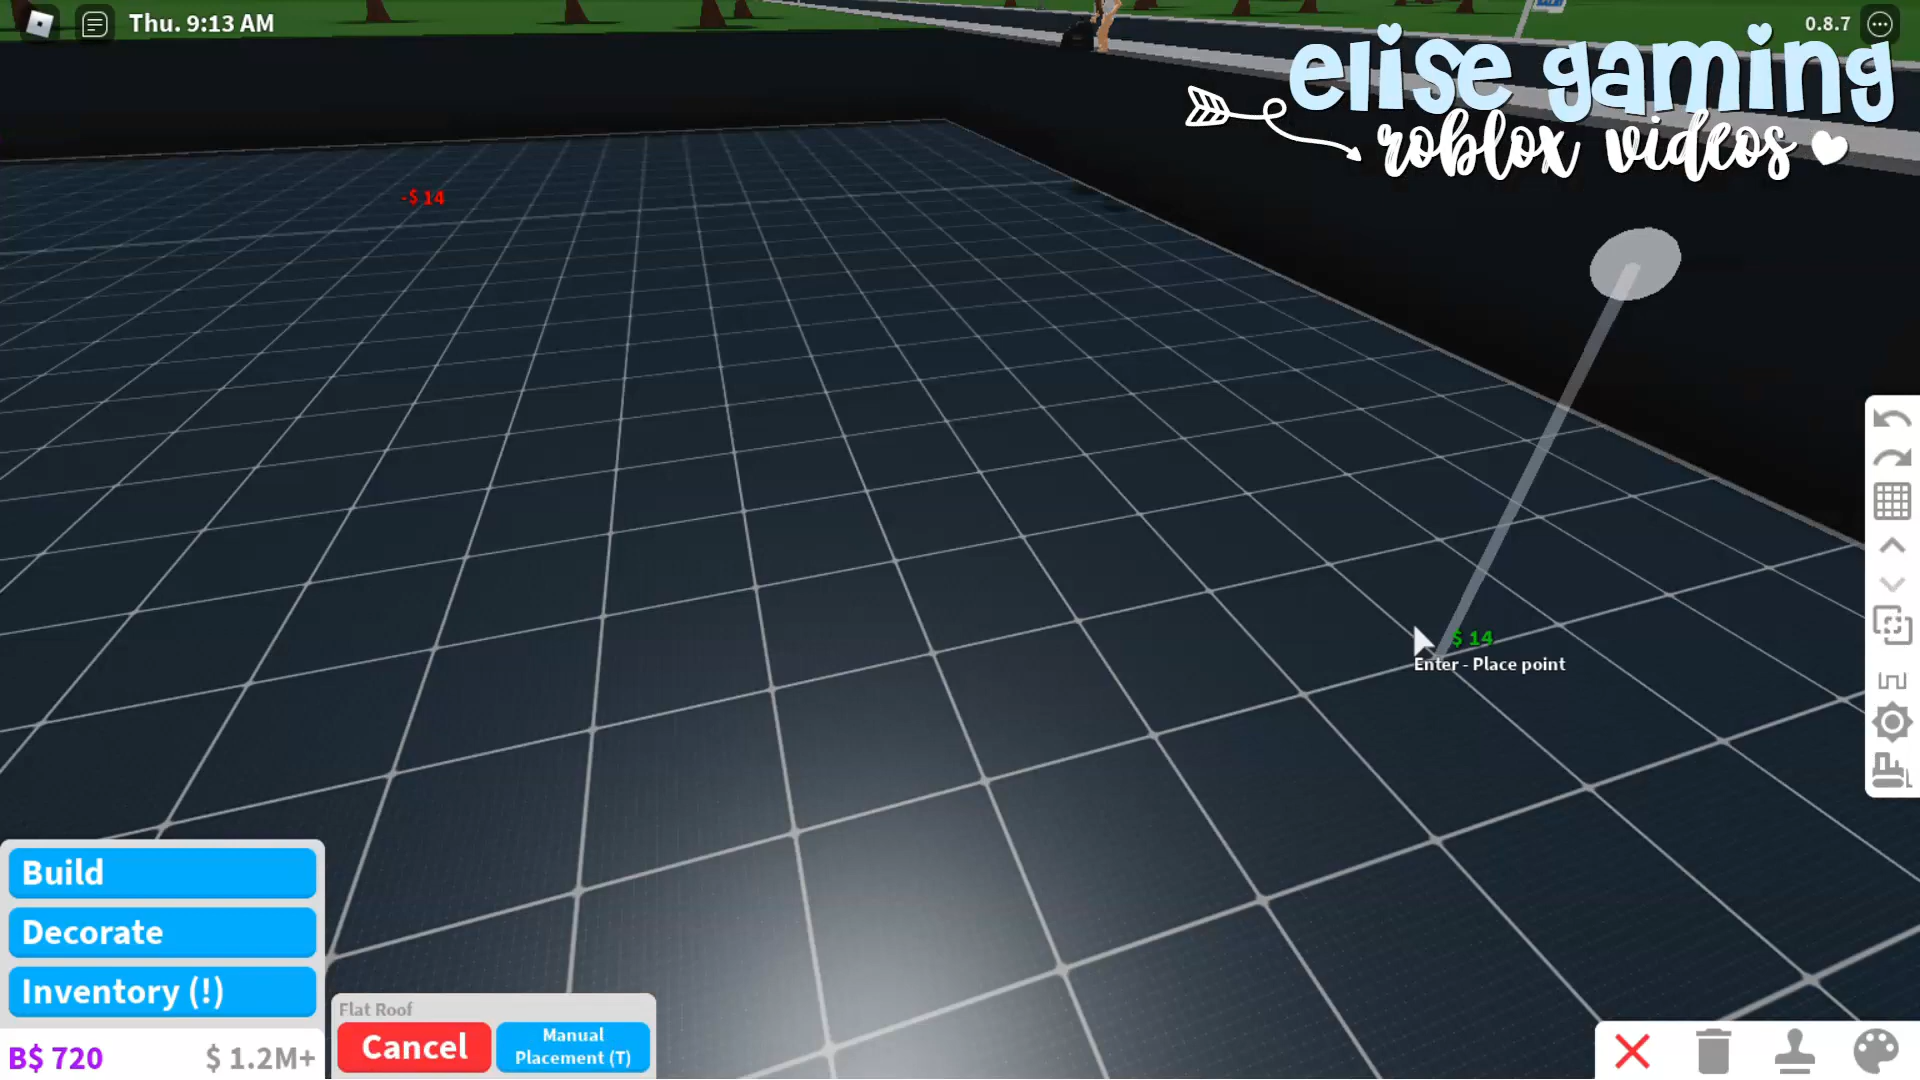 Thu. 9:13 AM
0.8.7
elise gaming
roblox videos
-$ 14
$ 14
Enter - Place point
Build
Decorate
Inventory (!)
B$ 720
$ 1.2M+
Flat Roof
Cancel
Manual
Placement (T)